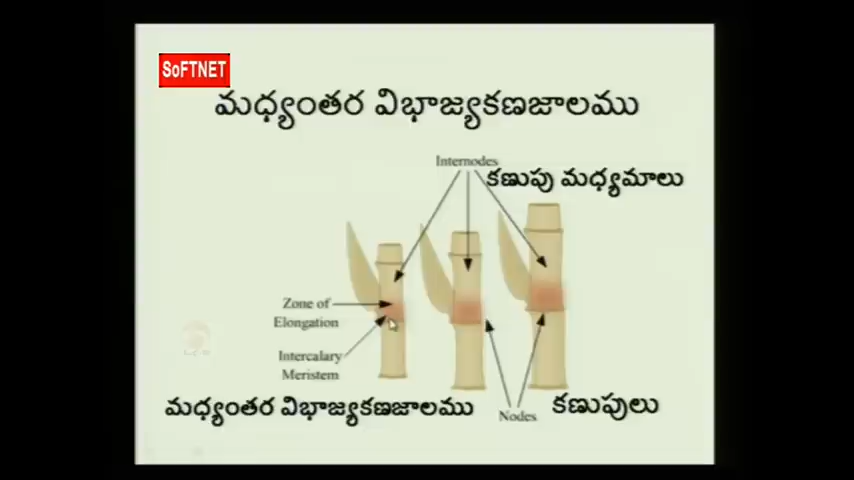 SoFTNET
మధ్యంతర విభాజ్యకణజాలము
Internodes
కణుపు మధ్యమాలు
Zone of
Elongation
Intercalary
Meristem
మధ్యంతర విభాజ్యకణజాలము
Nodes
కణుపులు